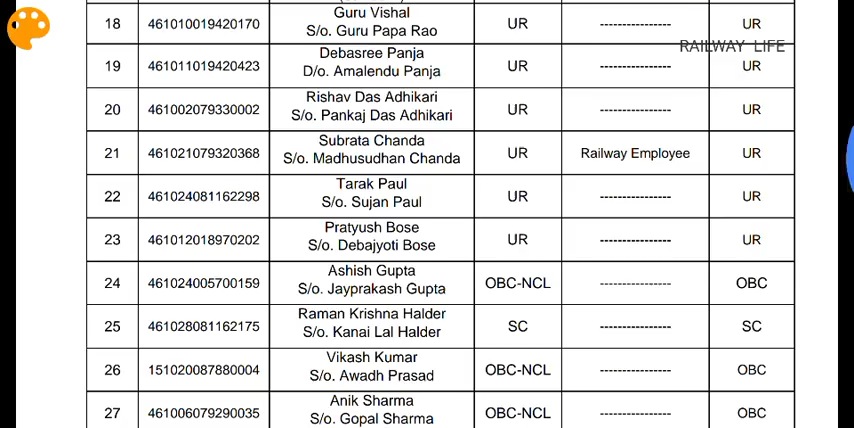 18 461010019420170 Guru Vishal S/o. Guru Papa Rao UR ---------------- UR
RAILWAY LIFE
19 461011019420423 Debasree Panja D/o. Amalendu Panja UR ---------------- UR
20 461002079330002 Rishav Das Adhikari S/o. Pankaj Das Adhikari UR ---------------- UR
21 461021079320368 Subrata Chanda S/o. Madhusudhan Chanda UR Railway Employee UR
22 461024081162298 Tarak Paul S/o. Sujan Paul UR ---------------- UR
23 461012018970202 Pratyush Bose S/o. Debajyoti Bose UR ---------------- UR
24 461024005700159 Ashish Gupta S/o. Jayprakash Gupta OBC-NCL ---------------- OBC
25 461028081162175 Raman Krishna Halder S/o. Kanai Lal Halder SC ---------------- SC
26 151020087880004 Vikash Kumar S/o. Awadh Prasad OBC-NCL ---------------- OBC
27 461006079290035 Anik Sharma S/o. Gopal Sharma OBC-NCL ---------------- OBC